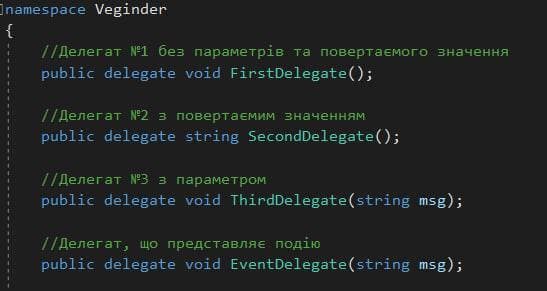 namespace Veginder
{
//Делегат №1 без параметрів та повертаємого значення
public delegate void FirstDelegate();
//Делегат №2 з повертаємим значенням
public delegate string SecondDelegate();
//Делегат №3 з параметром
public delegate void ThirdDelegate(string msg);
//Делегат, що представляє подію
public delegate void EventDelegate(string msg);